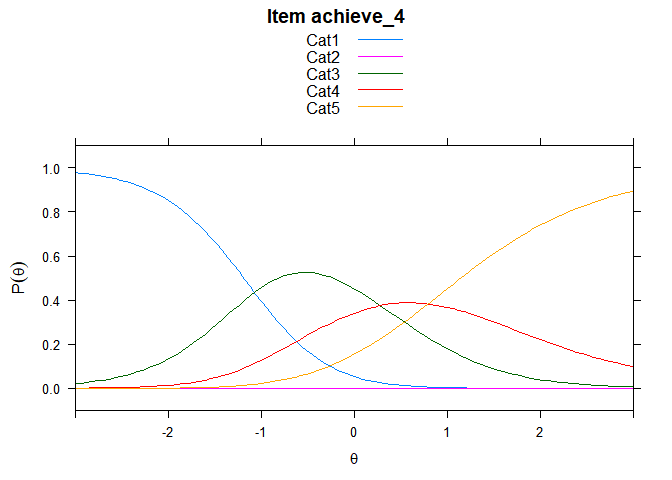 Item achieve_4
Cat1
Cat2
Cat3
Cat4
Cat5
1.0
0.8
0.6
0.4
0.2
0.0
P(θ)
-2 -1 0 1 2
θ